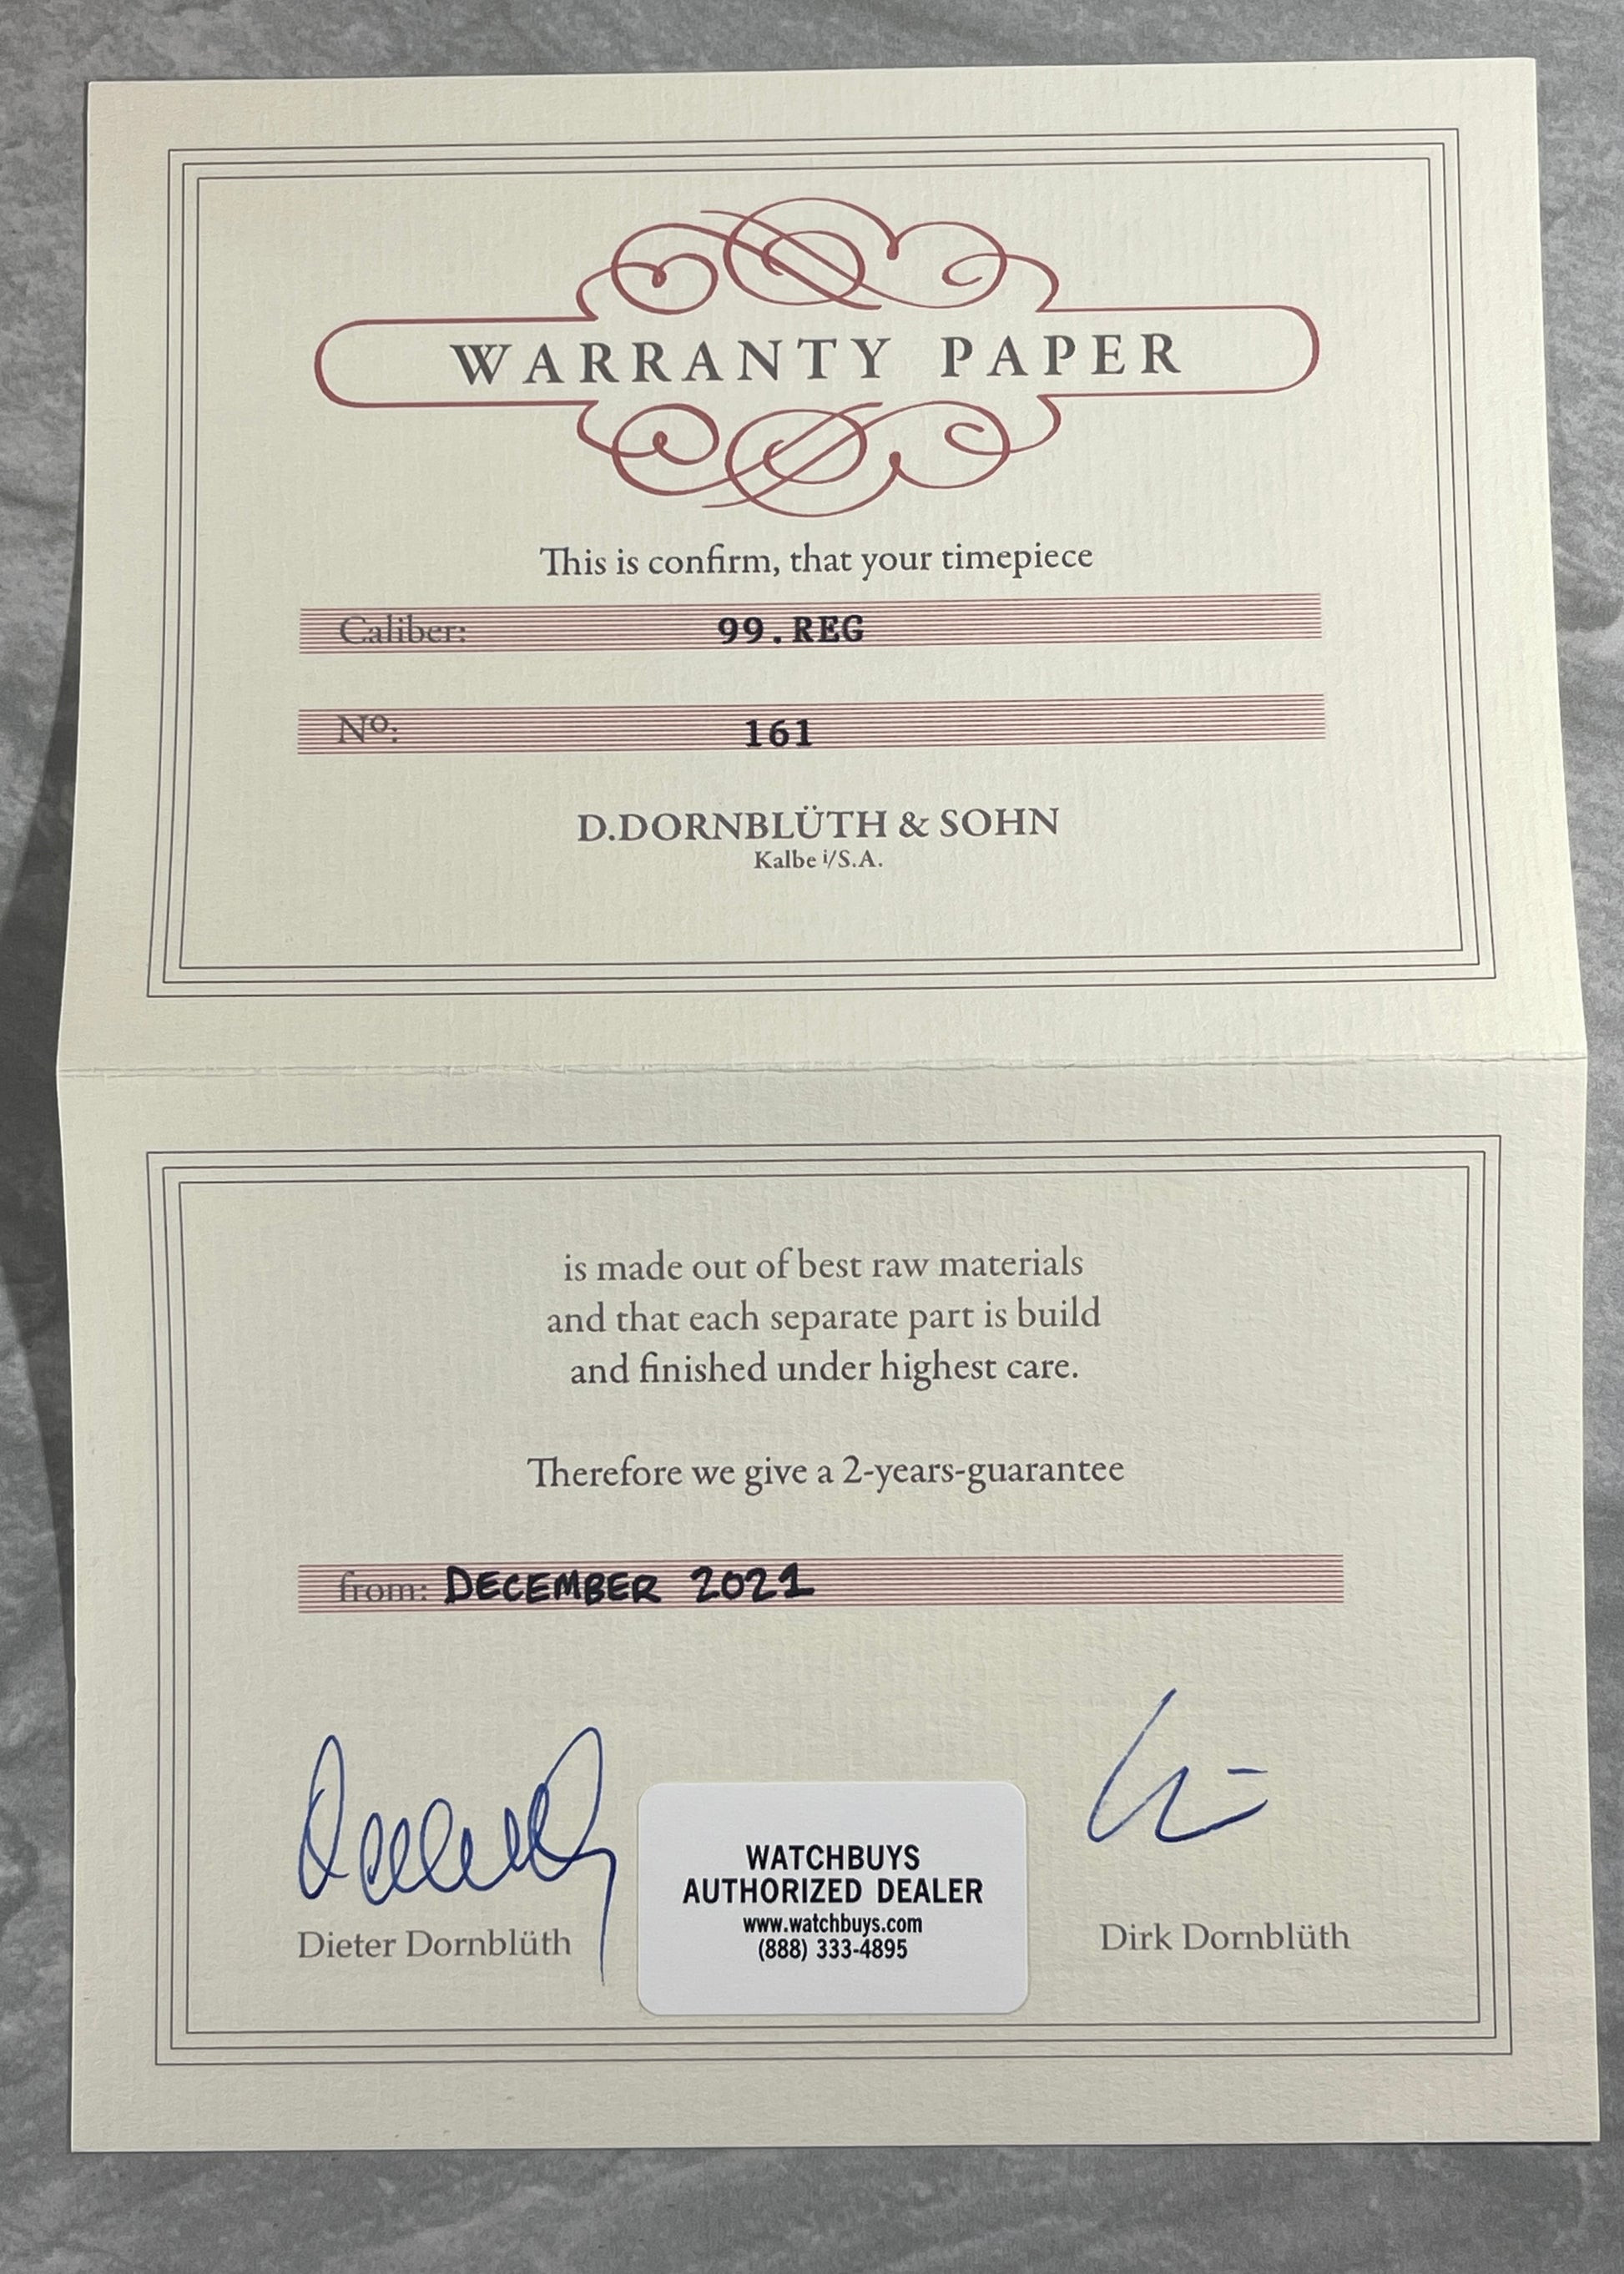 WARRANTY PAPER
This is confirm, that your timepiece
Caliber: 99.REG
Nº: 161
D.DORNBLÜTH & SOHN
Kalbe i/S.A.
is made out of best raw materials
and that each separate part is build
and finished under highest care.
Therefore we give a 2-years-guarantee
from: DECEMBER 2021
WATCHBUYS
AUTHORIZED DEALER
www.watchbuys.com
(888) 333-4895
Dieter Dornblüth
Dirk Dornblüth